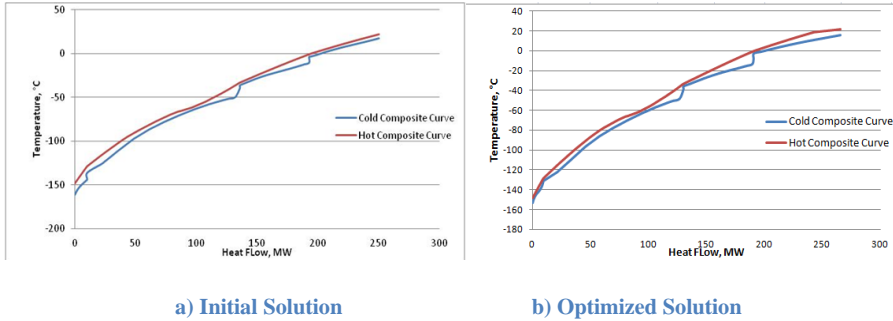 50
0
-50
-100
-150
-200
Temperature, °C
0 50 100 150 200 250 300
Heat FLow, MW
Cold Composite Curve
Hot Composite Curve
a) Initial Solution
40
20
0
-20
-40
-60
-80
-100
-120
-140
-160
-180
Temperature, °C
0 50 100 150 200 250 300
Heat FLow, MW
Cold Composite Curve
Hot Composite Curve
b) Optimized Solution